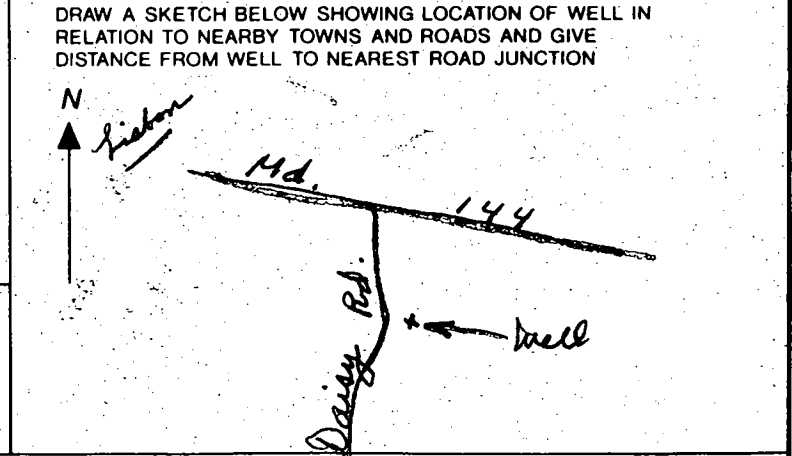 DRAW A SKETCH BELOW SHOWING LOCATION OF WELL IN
RELATION TO NEARBY TOWNS AND ROADS AND GIVE
DISTANCE FROM WELL TO NEAREST ROAD JUNCTION
N
Lisbon
Md. 144
Daisy Rd.
Well